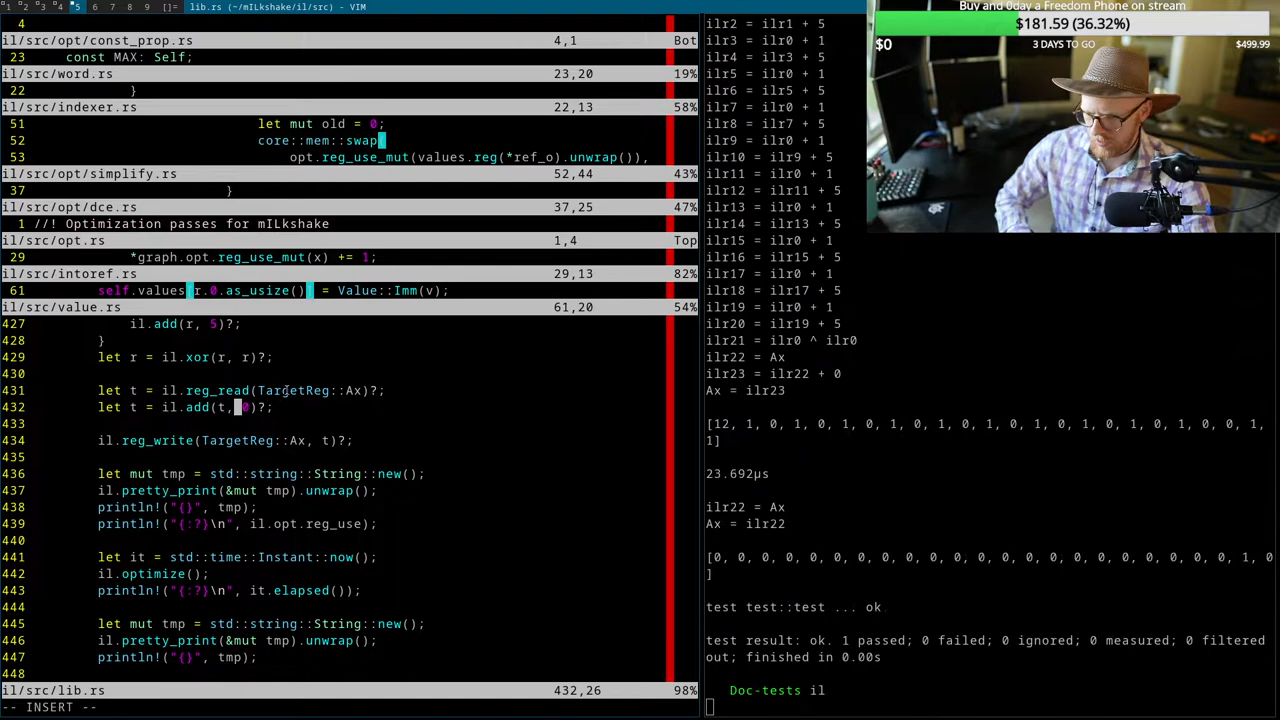 1 2 3 4 5 6 7 8 9 []= lib.rs (~/mILkshake/il/src) - VIM
4
il/src/opt/const_prop.rs 4,1 Bot
23 const MAX: Self;
il/src/word.rs 23,20 19%
22 }
il/src/indexer.rs 22,13 58%
51 let mut old = 0;
52 core::mem::swap(
53 opt.reg_use_mut(values.reg(*ref_o).unwrap()),
il/src/opt/simplify.rs 52,44 43%
37 }
il/src/opt/dce.rs 37,25 47%
1 //! Optimization passes for mILkshake
il/src/opt.rs 1,4 Top
29 *graph.opt.reg_use_mut(x) += 1;
il/src/intoref.rs 29,13 82%
61 self.values[r.0.as_usize()] = Value::Imm(v);
il/src/value.rs 61,20 54%
427 il.add(r, 5)?;
428 }
429 let r = il.xor(r, r)?;
430
431 let t = il.reg_read(TargetReg::Ax)?;
432 let t = il.add(t, 0)?;
433
434 il.reg_write(TargetReg::Ax, t)?;
435
436 let mut tmp = std::string::String::new();
437 il.pretty_print(&mut tmp).unwrap();
438 println!("{}", tmp);
439 println!("{:?}\n", il.opt.reg_use);
440
441 let it = std::time::Instant::now();
442 il.optimize();
443 println!("{:?}\n", it.elapsed());
444
445 let mut tmp = std::string::String::new();
446 il.pretty_print(&mut tmp).unwrap();
447 println!("{}", tmp);
448
il/src/lib.rs 432,26 98%
-- INSERT --
ilr2 = ilr1 + 5
ilr3 = ilr0 + 1
ilr4 = ilr3 + 5
ilr5 = ilr0 + 1
ilr6 = ilr5 + 5
ilr7 = ilr0 + 1
ilr8 = ilr7 + 5
ilr9 = ilr0 + 1
ilr10 = ilr9 + 5
ilr11 = ilr0 + 1
ilr12 = ilr11 + 5
ilr13 = ilr0 + 1
ilr14 = ilr13 + 5
ilr15 = ilr0 + 1
ilr16 = ilr15 + 5
ilr17 = ilr0 + 1
ilr18 = ilr17 + 5
ilr19 = ilr0 + 1
ilr20 = ilr19 + 5
ilr21 = ilr0 ^ ilr0
ilr22 = Ax
ilr23 = ilr22 + 0
Ax = ilr23
[12, 1, 0, 1, 0, 1, 0, 1, 0, 1, 0, 1, 0, 1, 0, 1, 0, 1, 0, 1, 0, 0, 1,
1]
23.692µs
ilr22 = Ax
Ax = ilr22
[0, 0, 0, 0, 0, 0, 0, 0, 0, 0, 0, 0, 0, 0, 0, 0, 0, 0, 0, 0, 0, 0, 1, 0
]
test test::test ... ok
test result: ok. 1 passed; 0 failed; 0 ignored; 0 measured; 0 filtered
out; finished in 0.00s
Doc-tests il
Buy and 0day a Freedom Phone on stream
$181.59 (36.32%)
$0 3 DAYS TO GO $499.99